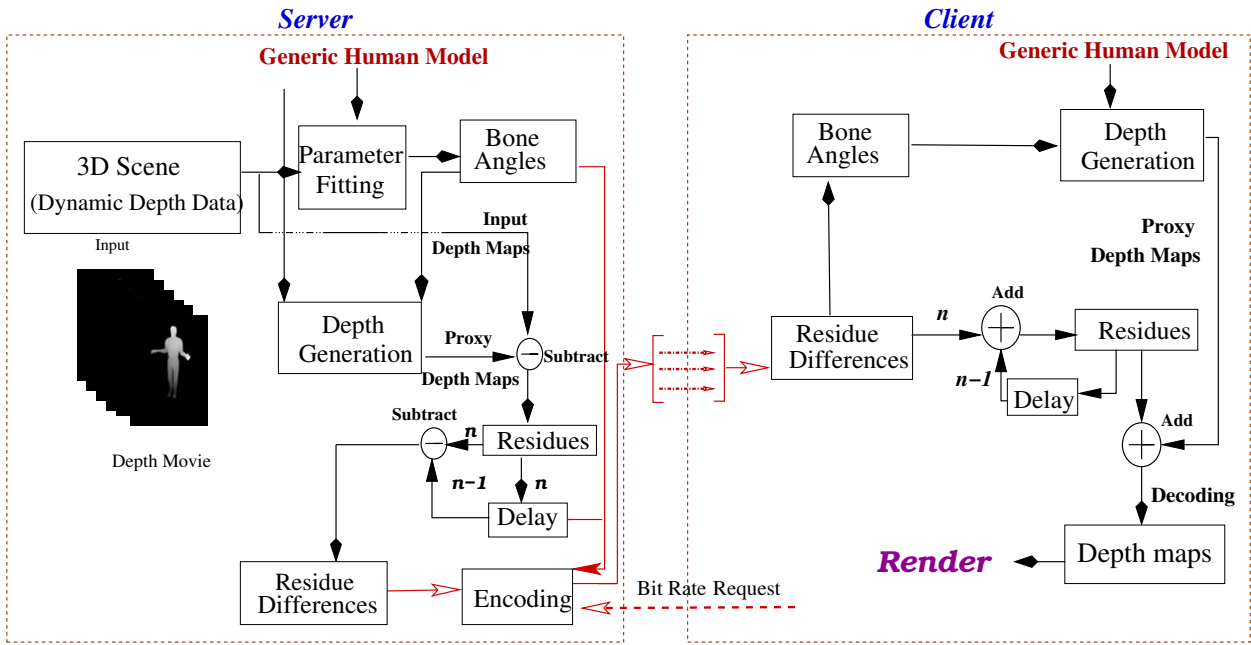 Server
Generic Human Model
3D Scene
(Dynamic Depth Data)
Input
Depth Movie
Parameter
Fitting
Bone
Angles
Input
Depth Maps
Depth
Generation
Proxy
Depth Maps
Subtract
−
Subtract
−
n
Residues
n−1
n
Delay
Residue
Differences
Encoding
Bit Rate Request
Client
Generic Human Model
Bone
Angles
Depth
Generation
Proxy
Depth Maps
Residue
Differences
n
Add
+
Residues
n−1
Delay
Add
+
Decoding
Depth maps
Render